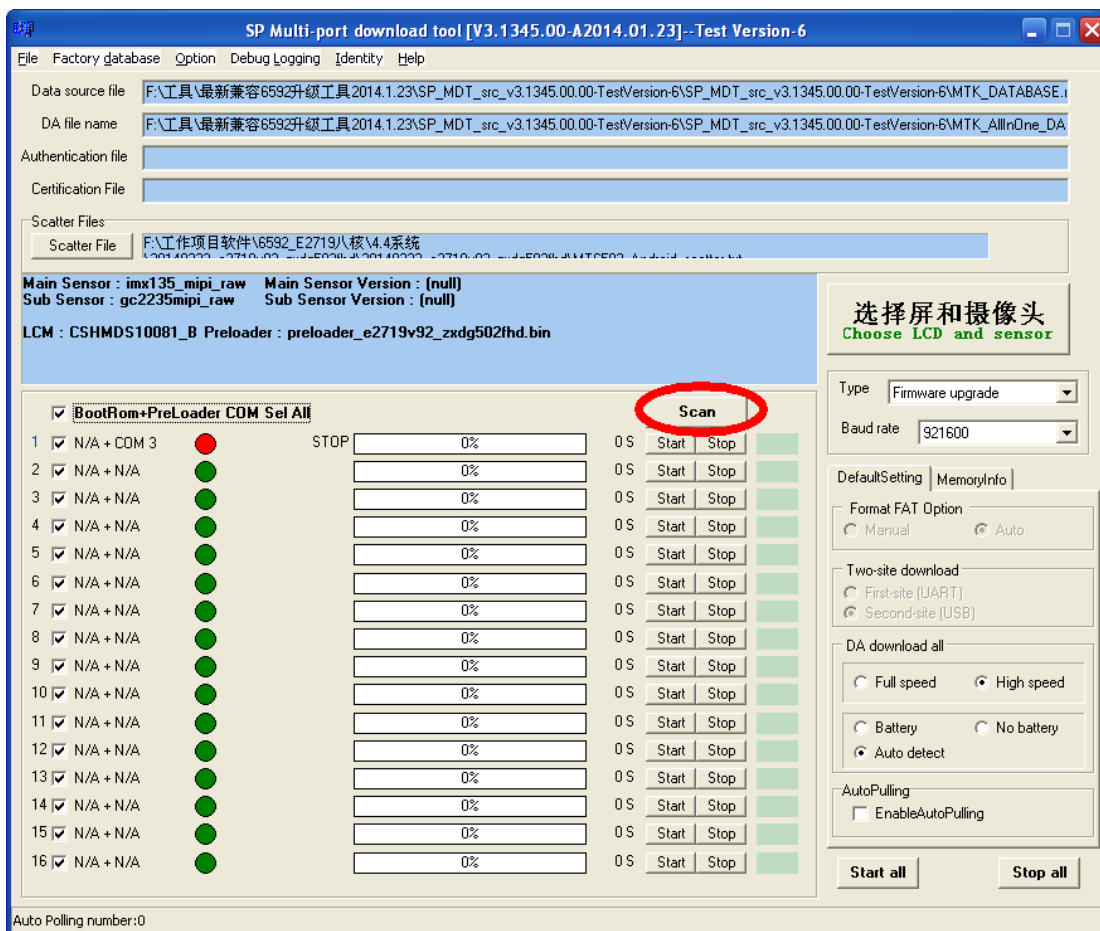 SP Multi-port download tool [V3.1345.00-A2014.01.23]--Test Version-6
File Factory database Option Debug Logging Identity Help
Data source file F:\工具\最新兼容6592升级工具2014.1.23\SP_MDT_src_v3.1345.00.00-TestVersion-6\SP_MDT_src_v3.1345.00.00-TestVersion-6\MTK_DATABASE.
DA file name F:\工具\最新兼容6592升级工具2014.1.23\SP_MDT_src_v3.1345.00.00-TestVersion-6\SP_MDT_src_v3.1345.00.00-TestVersion-6\MTK_AllInOne_DA
Authentication file
Certification File
Scatter Files
Scatter File F:\工作项目软件\6592_E2719八核\4.4系统
Main Sensor : imx135_mipi_raw Main Sensor Version : (null)
Sub Sensor : gc2235mipi_raw Sub Sensor Version : (null)
LCM : CSHMDS10081_B Preloader : preloader_e2719v92_zxdg502fhd.bin
选择屏和摄像头
Choose LCD and sensor
BootRom+PreLoader COM Sel All Scan
1 N/A + COM 3 STOP 0% 0 S Start Stop
2 N/A + N/A 0% 0 S Start Stop
3 N/A + N/A 0% 0 S Start Stop
4 N/A + N/A 0% 0 S Start Stop
5 N/A + N/A 0% 0 S Start Stop
6 N/A + N/A 0% 0 S Start Stop
7 N/A + N/A 0% 0 S Start Stop
8 N/A + N/A 0% 0 S Start Stop
9 N/A + N/A 0% 0 S Start Stop
10 N/A + N/A 0% 0 S Start Stop
11 N/A + N/A 0% 0 S Start Stop
12 N/A + N/A 0% 0 S Start Stop
13 N/A + N/A 0% 0 S Start Stop
14 N/A + N/A 0% 0 S Start Stop
15 N/A + N/A 0% 0 S Start Stop
16 N/A + N/A 0% 0 S Start Stop
Type Firmware upgrade
Baud rate 921600
DefaultSetting MemoryInfo
Format FAT Option
Manual Auto
Two-site download
First-site (UART)
Second-site (USB)
DA download all
Full speed High speed
Battery No battery
Auto detect
AutoPulling
EnableAutoPulling
Start all Stop all
Auto Polling number:0